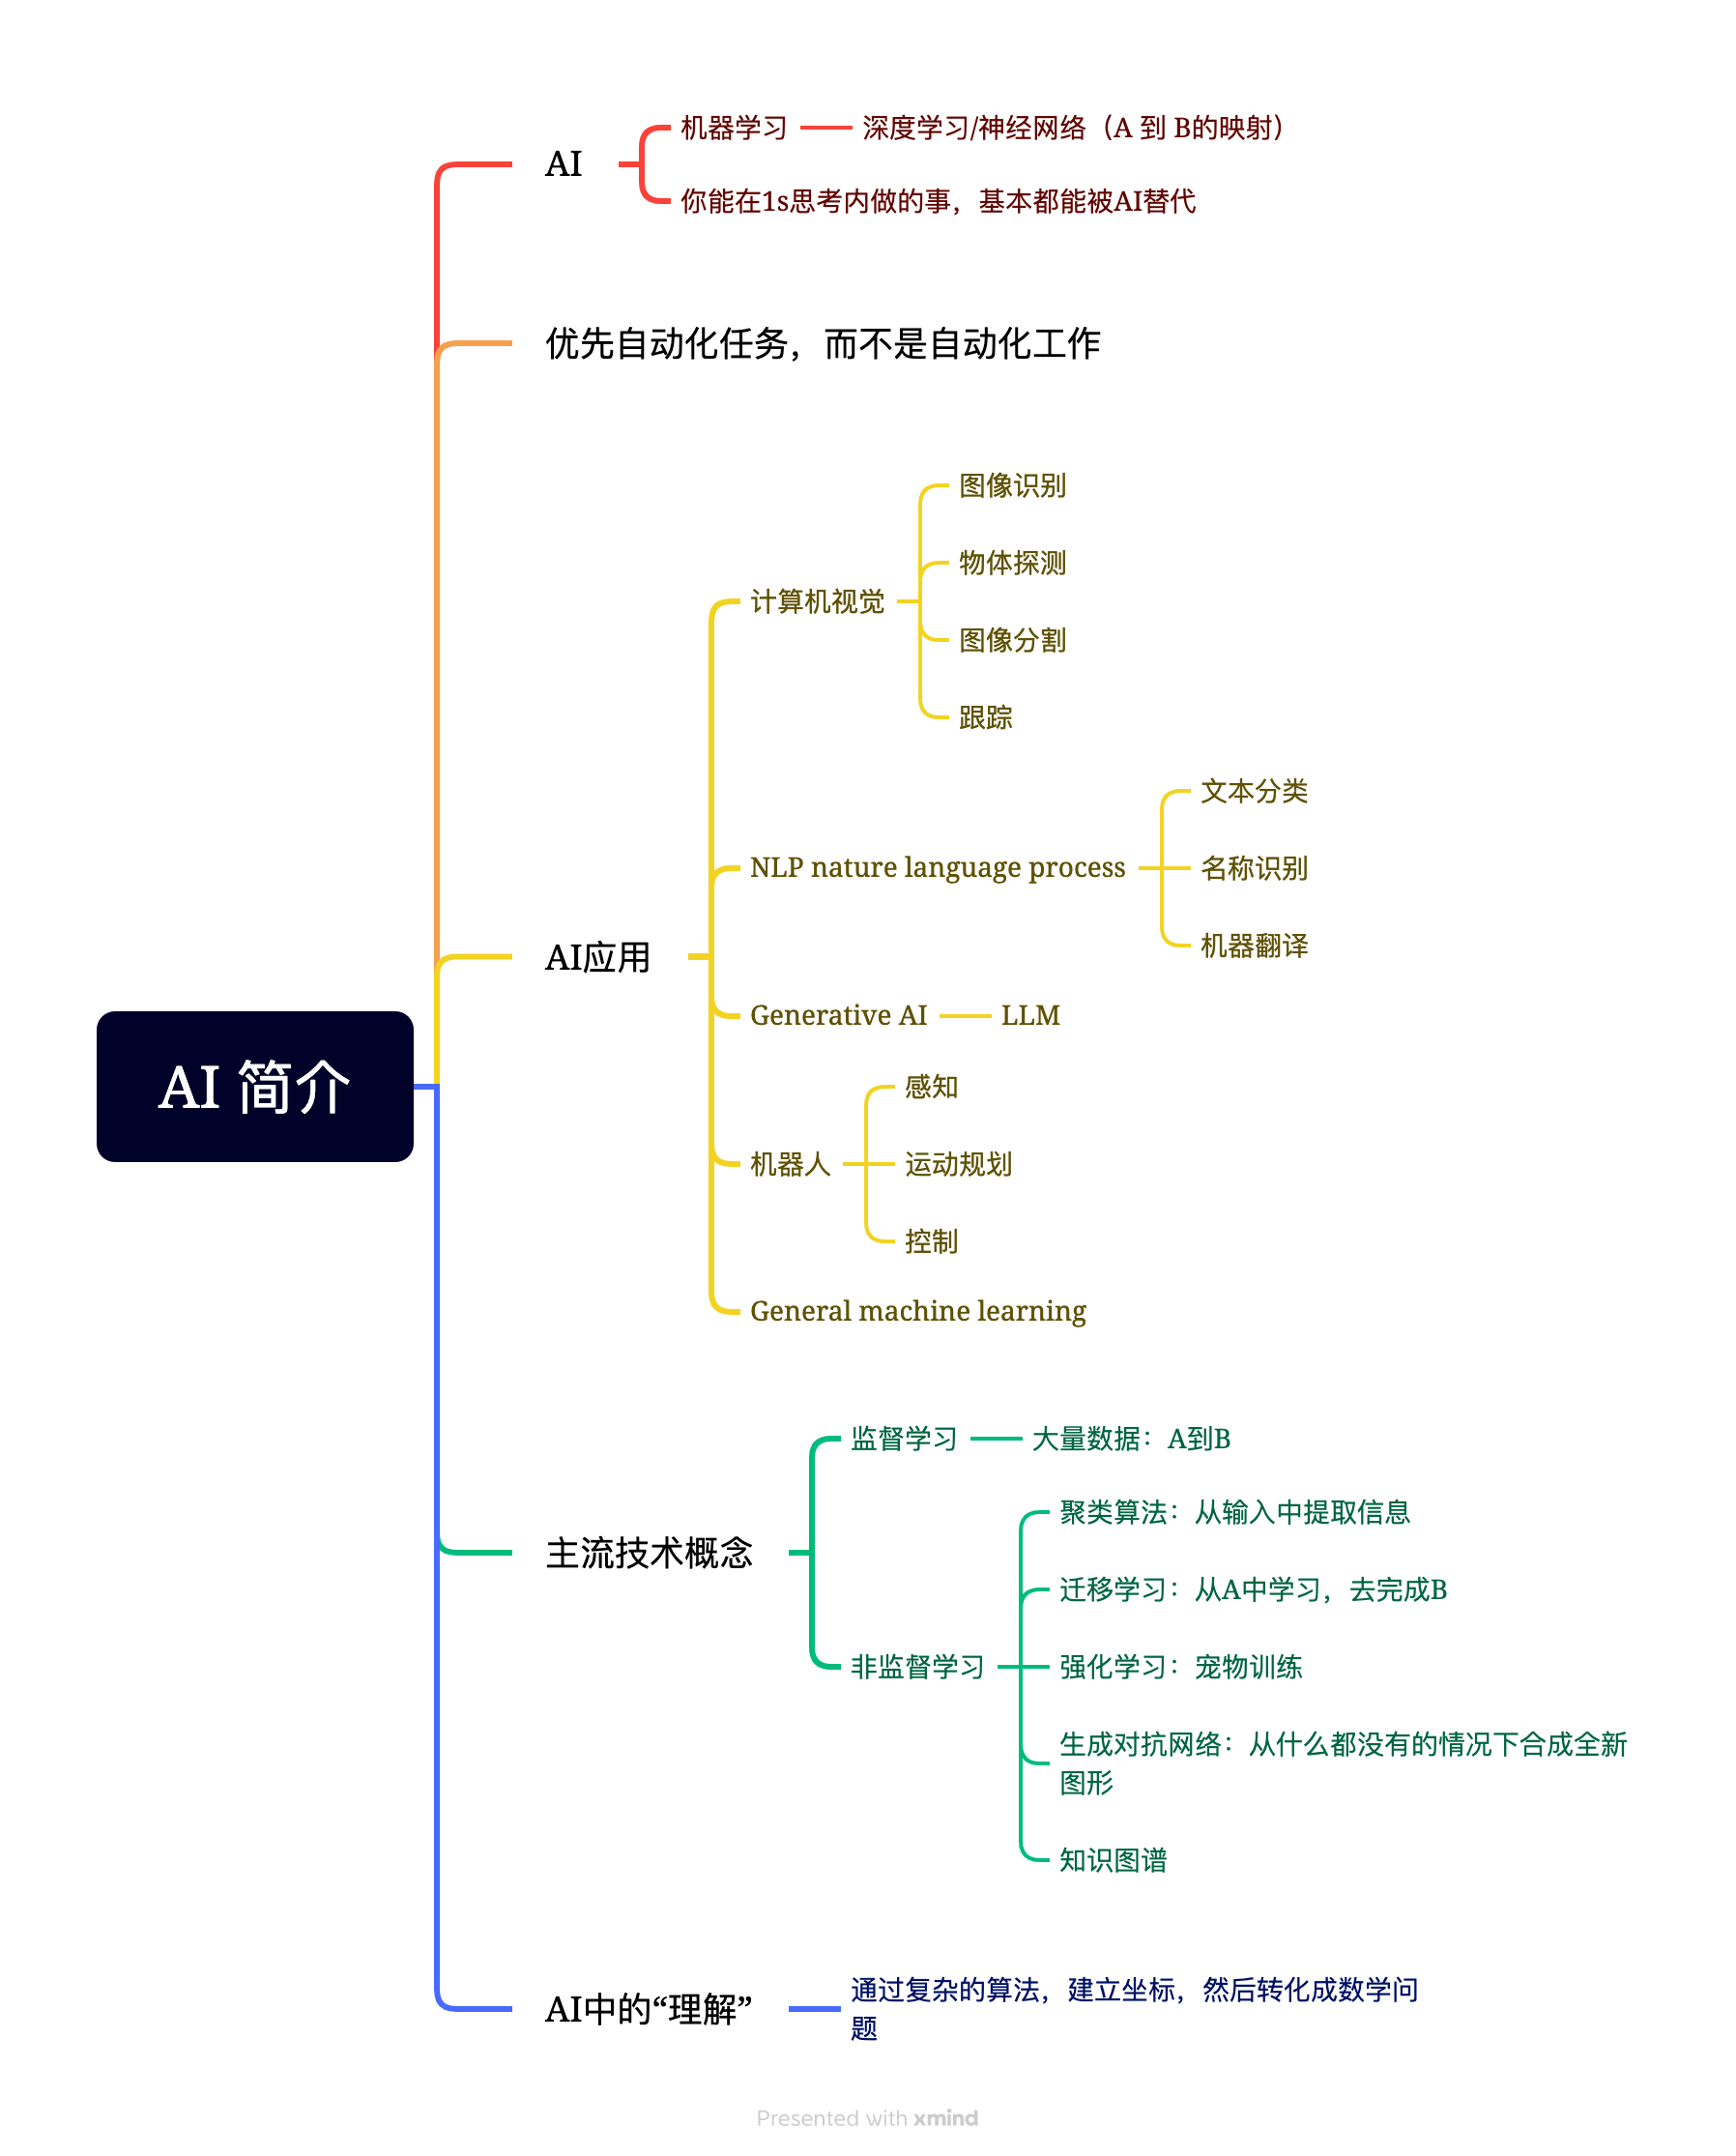 AI 简介
AI
机器学习
深度学习/神经网络（A 到 B的映射）
你能在1s思考内做的事，基本都能被AI替代
优先自动化任务，而不是自动化工作
AI应用
计算机视觉
图像识别
物体探测
图像分割
跟踪
NLP nature language process
文本分类
名称识别
机器翻译
Generative AI
LLM
机器人
感知
运动规划
控制
General machine learning
主流技术概念
监督学习
大量数据：A到B
非监督学习
聚类算法：从输入中提取信息
迁移学习：从A中学习，去完成B
强化学习：宠物训练
生成对抗网络：从什么都没有的情况下合成全新
图形
知识图谱
AI中的“理解”
通过复杂的算法，建立坐标，然后转化成数学问
题
Presented with xmind